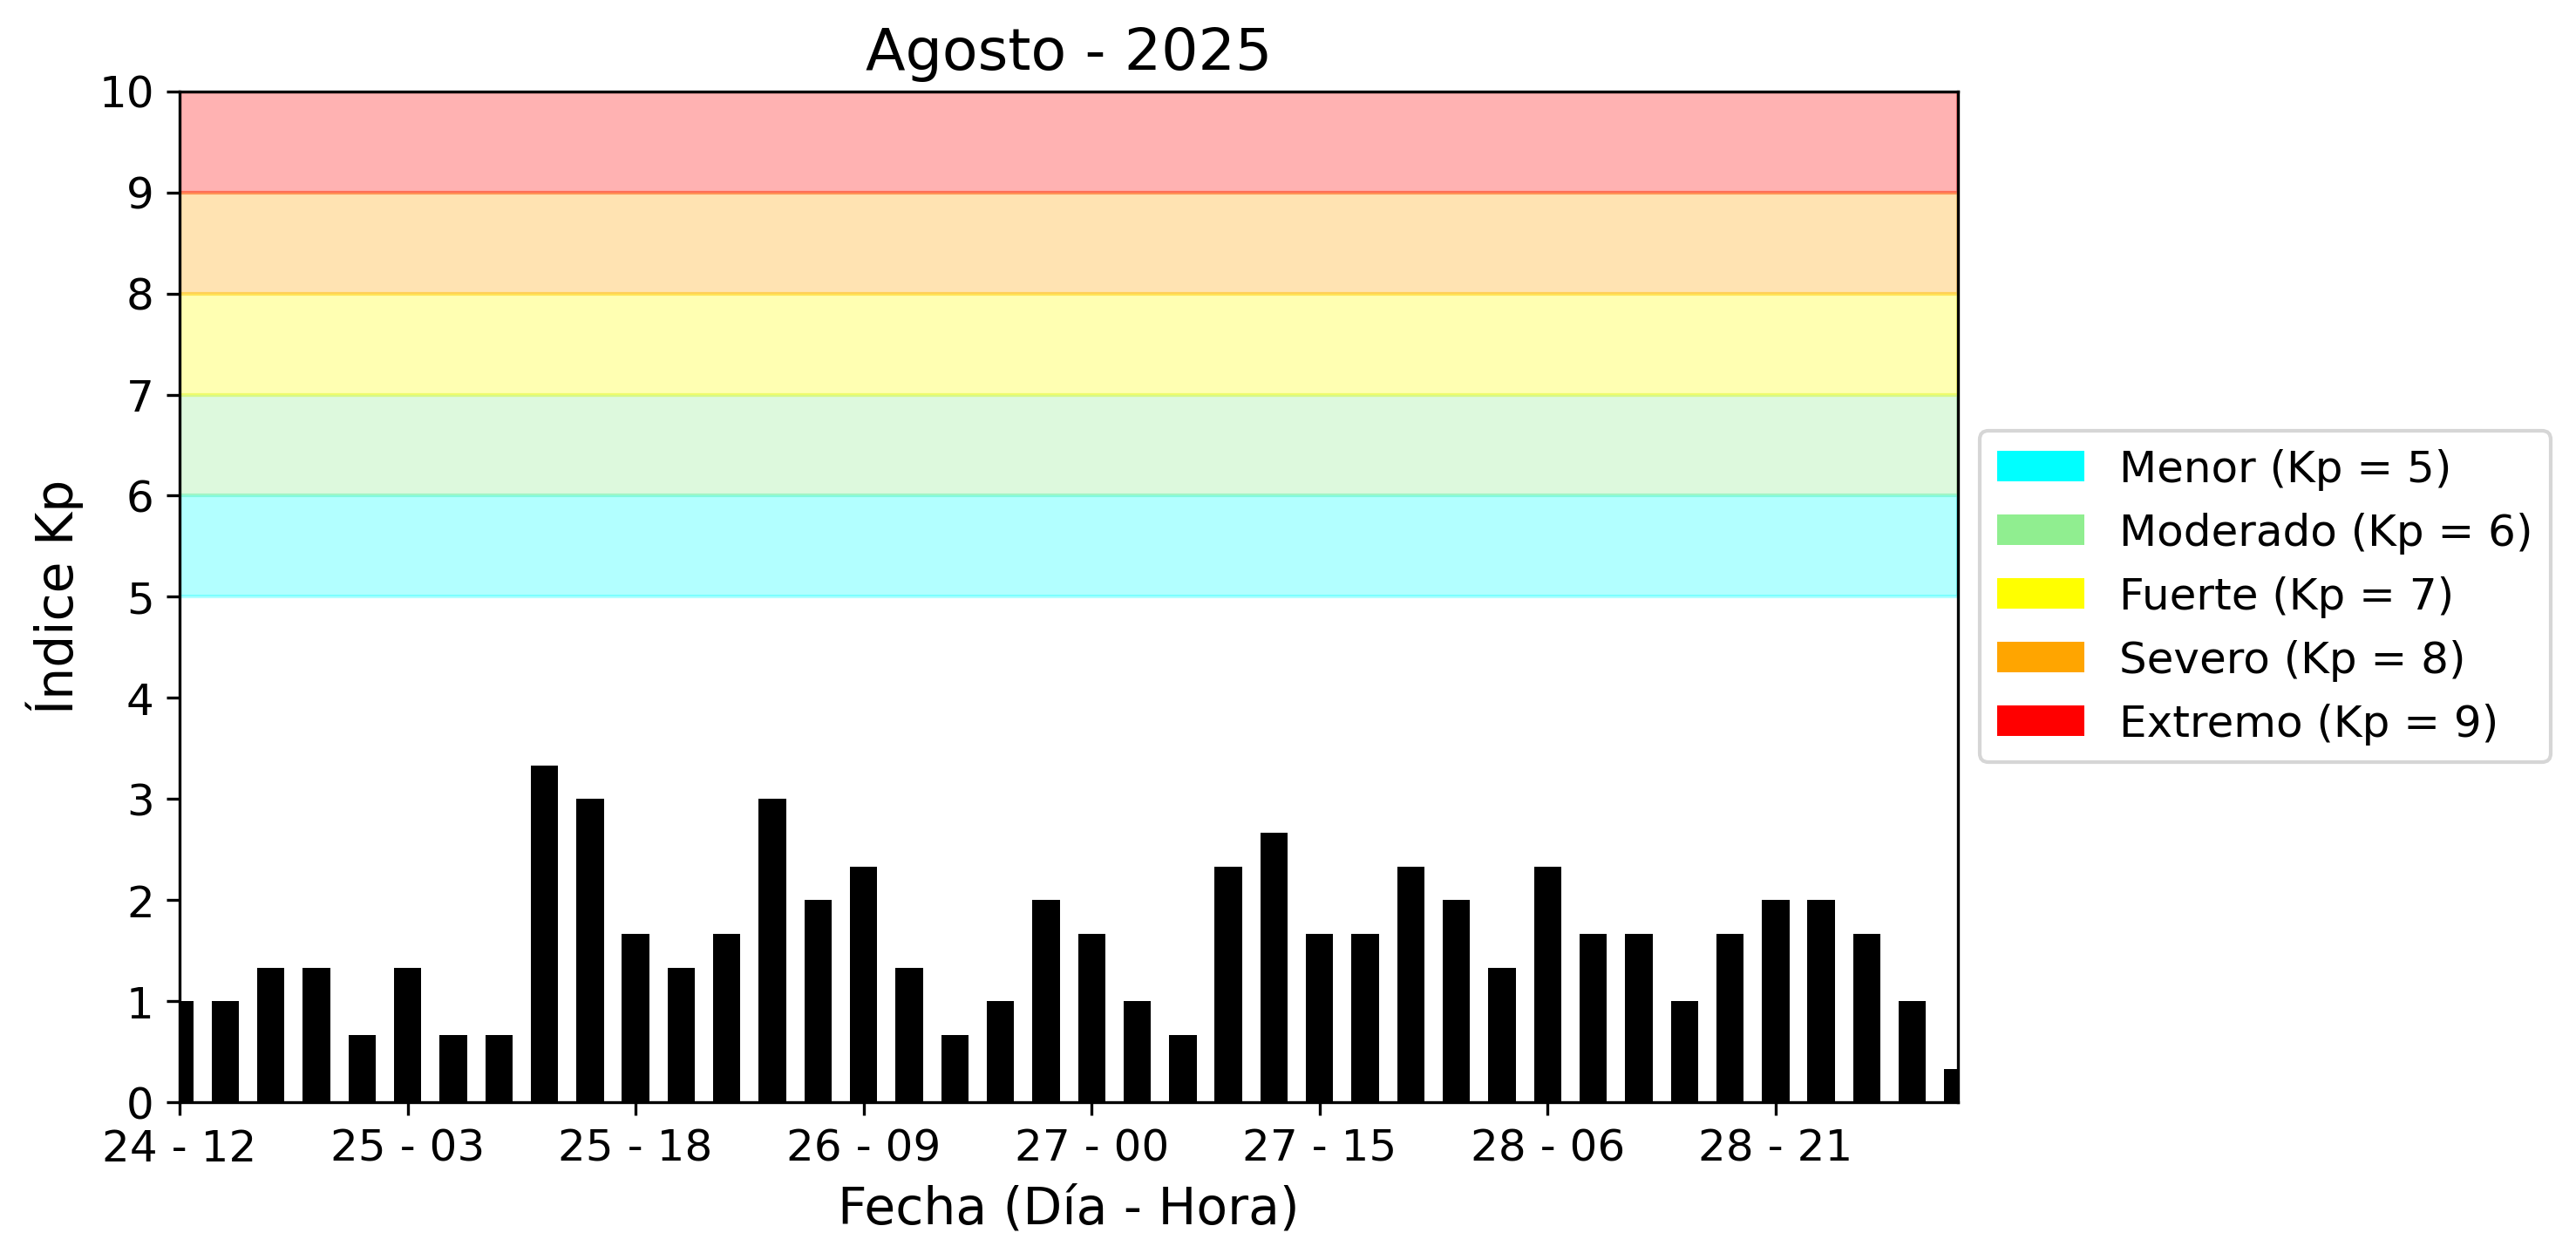 Agosto - 2025
10
9
8
7
6
5
4
3
2
1
0
Índice Kp
24 - 12
25 - 03
25 - 18
26 - 09
27 - 00
27 - 15
28 - 06
28 - 21
Fecha (Día - Hora)
Menor (Kp = 5)
Moderado (Kp = 6)
Fuerte (Kp = 7)
Severo (Kp = 8)
Extremo (Kp = 9)